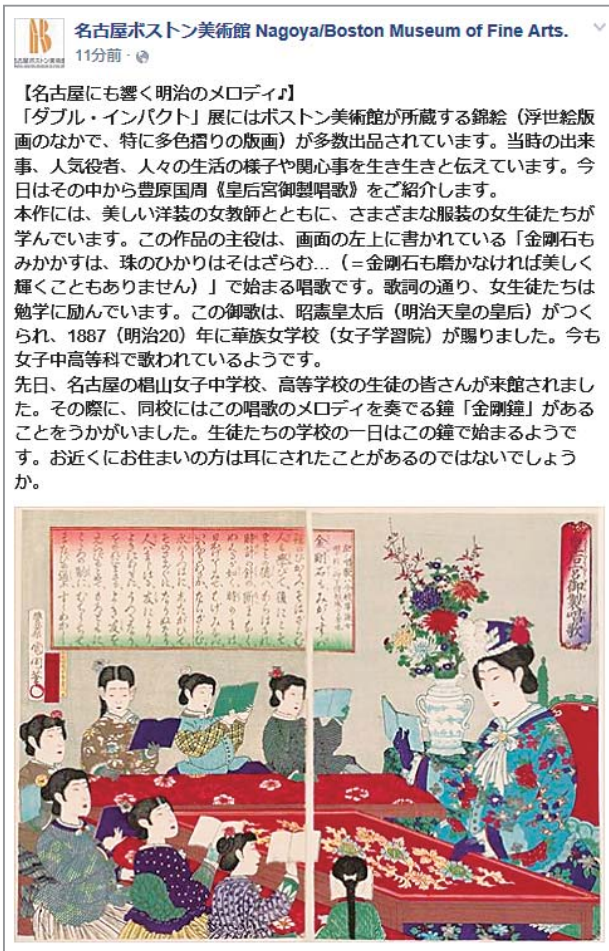 名古屋ボストン美術館 Nagoya/Boston Museum of Fine Arts.
11分前
【名古屋にも響く明治のメロディ♪】
「ダブル・インパクト」展にはボストン美術館が所蔵する錦絵（浮世絵版
画のなかで、特に多色摺りの版画）が多数出品されています。当時の出来
事、人気役者、人々の生活の様子や関心事を生き生きと伝えています。今
日はその中から豊原国周《皇后宮御製唱歌》をご紹介します。
本作には、美しい洋装の女教師とともに、さまざまな服装の女生徒たちが
学んでいます。この作品の主役は、画面の左上に書かれている「金剛石も
みかかすは、珠のひかりはそはざらむ...（＝金剛石も磨かなければ美しく
輝くこともありません）」で始まる唱歌です。歌詞の通り、女生徒たちは
勉学に励んでいます。この御歌は、昭憲皇太后（明治天皇の皇后）がつく
られ、1887（明治20）年に華族女学校（女子学習院）が賜りました。今も
女子中高等科で歌われているようです。
先日、名古屋の椙山女子中学校、高等学校の生徒の皆さんが来館されまし
た。その際に、同校にはこの唱歌のメロディを奏でる鐘「金剛鐘」がある
ことをうかがいました。生徒たちの学校の一日はこの鐘で始まるようで
す。お近くにお住まいの方は耳にされたことがあるのではないでしょう
か。
皇后宮御製唱歌